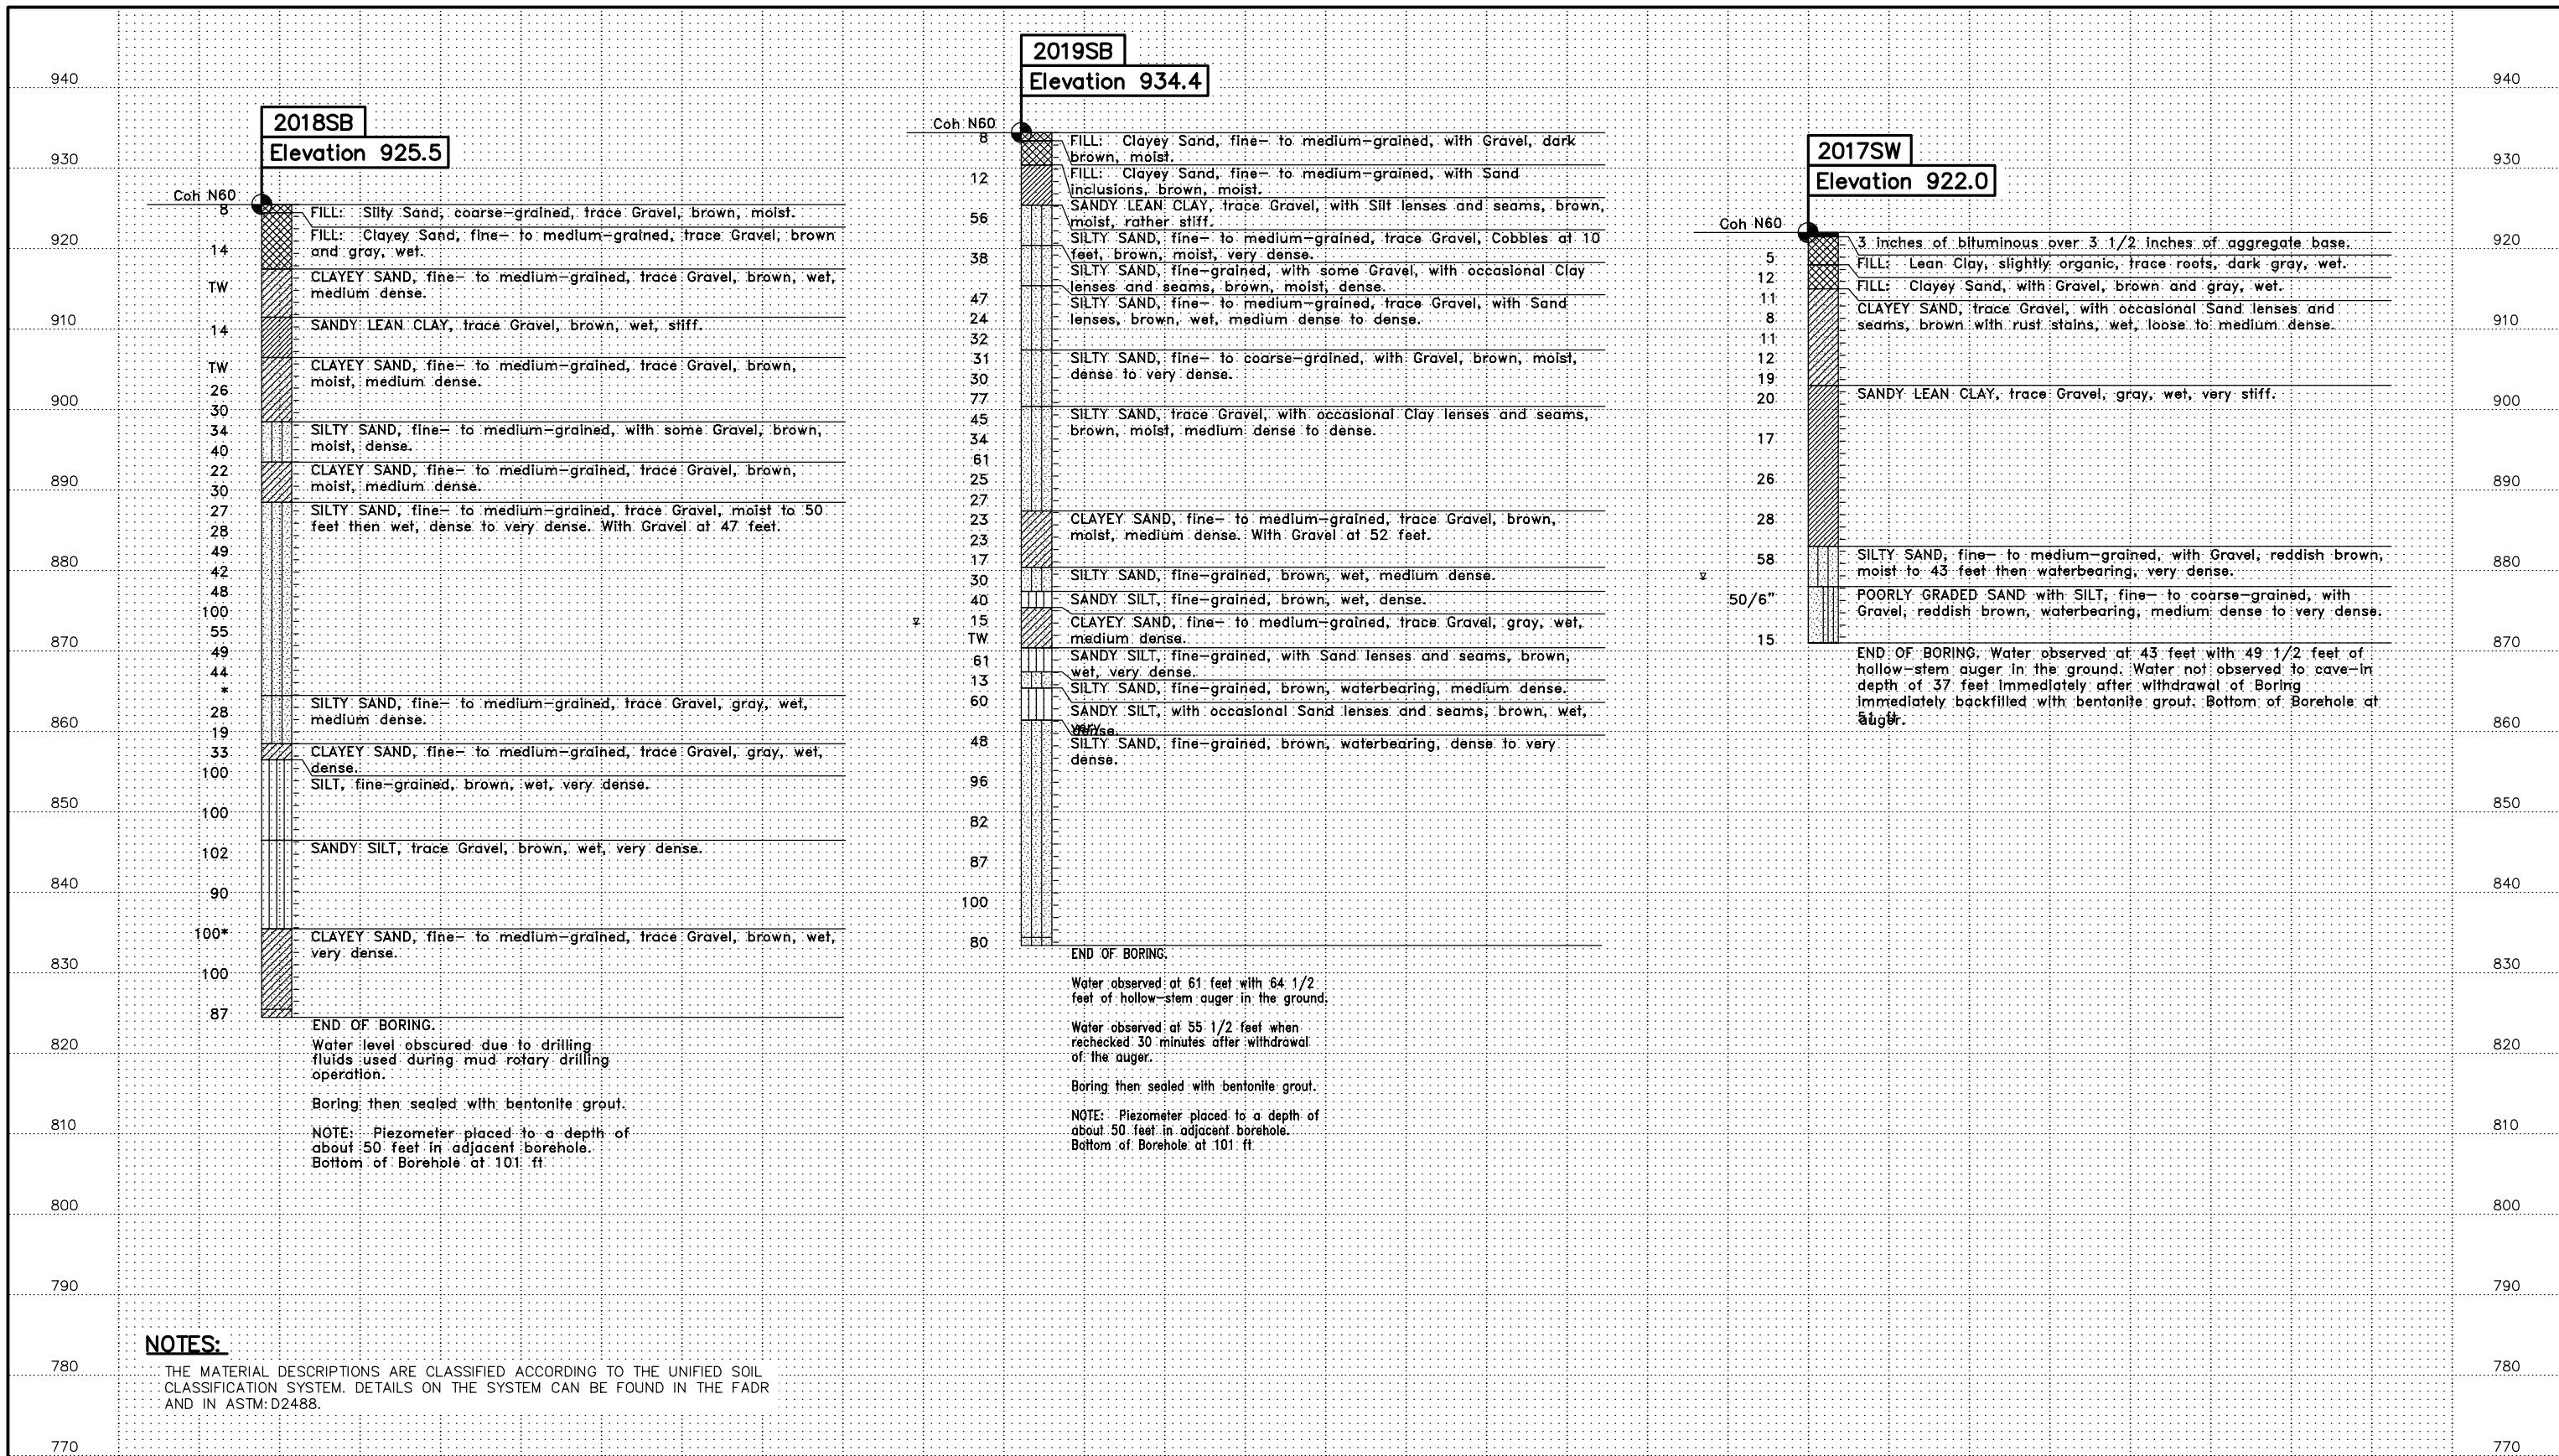 940
930
920
910
900
890
880
870
860
850
840
830
820
810
800
790
780
770
2018SB
Elevation 925.5
Coh N60
8
14
TW
14
TW
26
30
34
40
22
30
27
28
49
42
48
100
55
49
44
*
28
19
33
100
100
102
90
100*
100
87
FILL: Silty Sand, coarse-grained, trace Gravel, brown, moist.
FILL: Clayey Sand, fine- to medium-grained, trace Gravel, brown
and gray, wet.
CLAYEY SAND, fine- to medium-grained, trace Gravel, brown, wet,
medium dense.
SANDY LEAN CLAY, trace Gravel, brown, wet, stiff.
CLAYEY SAND, fine- to medium-grained, trace Gravel, brown,
moist, medium dense.
SILTY SAND, fine- to medium-grained, with some Gravel, brown,
moist, dense.
CLAYEY SAND, fine- to medium-grained, trace Gravel, brown,
moist, medium dense.
SILTY SAND, fine- to medium-grained, trace Gravel, moist to 50
feet then wet, dense to very dense. With Gravel at 47 feet.
SILTY SAND, fine- to medium-grained, trace Gravel, gray, wet,
medium dense.
CLAYEY SAND, fine- to medium-grained, trace Gravel, gray, wet,
dense.
SILT, fine-grained, brown, wet, very dense.
SANDY SILT, trace Gravel, brown, wet, very dense.
CLAYEY SAND, fine- to medium-grained, trace Gravel, brown, wet,
very dense.
END OF BORING.
Water level obscured due to drilling
fluids used during mud rotary drilling
operation.
Boring then sealed with bentonite grout.
NOTE: Piezometer placed to a depth of
about 50 feet in adjacent borehole.
Bottom of Borehole at 101 ft
2019SB
Elevation 934.4
Coh N60
8
12
56
38
47
24
32
31
30
77
45
34
61
25
27
23
23
17
30
40
15
TW
61
13
60
48
96
82
87
100
80
FILL: Clayey Sand, fine- to medium-grained, with Gravel, dark
brown, moist.
FILL: Clayey Sand, fine- to medium-grained, with Sand
inclusions, brown, moist.
SANDY LEAN CLAY, trace Gravel, with Silt lenses and seams, brown,
moist, rather stiff.
SILTY SAND, fine- to medium-grained, trace Gravel, Cobbles at 10
feet, brown, moist, very dense.
SILTY SAND, fine-grained, with some Gravel, with occasional Clay
lenses and seams, brown, moist, dense.
SILTY SAND, fine- to medium-grained, trace Gravel, with Sand
lenses, brown, wet, medium dense to dense.
SILTY SAND, fine- to coarse-grained, with Gravel, brown, moist,
dense to very dense.
SILTY SAND, trace Gravel, with occasional Clay lenses and seams,
brown, moist, medium dense to dense.
CLAYEY SAND, fine- to medium-grained, trace Gravel, brown,
moist, medium dense. With Gravel at 52 feet.
SILTY SAND, fine-grained, brown, wet, medium dense.
SANDY SILT, fine-grained, brown, wet, dense.
CLAYEY SAND, fine- to medium-grained, trace Gravel, gray, wet,
medium dense.
SANDY SILT, fine-grained, with Sand lenses and seams, brown,
wet, very dense.
SILTY SAND, fine-grained, brown, waterbearing, medium dense.
SANDY SILT, with occasional Sand lenses and seams, brown, wet,
very
dense.
SILTY SAND, fine-grained, brown, waterbearing, dense to very
dense.
END OF BORING.
Water observed at 61 feet with 64 1/2
feet of hollow-stem auger in the ground.
Water observed at 55 1/2 feet when
rechecked 30 minutes after withdrawal
of the auger.
Boring then sealed with bentonite grout.
NOTE: Piezometer placed to a depth of
about 50 feet in adjacent borehole.
Bottom of Borehole at 101 ft
2017SW
Elevation 922.0
Coh N60
5
12
11
8
11
12
19
20
17
26
28
58
50/6"
15
3 inches of bituminous over 3 1/2 inches of aggregate base.
FILL: Lean Clay, slightly organic, trace roots, dark gray, wet.
FILL: Clayey Sand, with Gravel, brown and gray, wet.
CLAYEY SAND, trace Gravel, with occasional Sand lenses and
seams, brown with rust stains, wet, loose to medium dense.
SANDY LEAN CLAY, trace Gravel, gray, wet, very stiff.
SILTY SAND, fine- to medium-grained, with Gravel, reddish brown,
moist to 43 feet then waterbearing, very dense.
POORLY GRADED SAND with SILT, fine- to coarse-grained, with
Gravel, reddish brown, waterbearing, medium dense to very dense.
END OF BORING. Water observed at 43 feet with 49 1/2 feet of
hollow-stem auger in the ground. Water not observed to cave-in
depth of 37 feet immediately after withdrawal of Boring
immediately backfilled with bentonite grout. Bottom of Borehole at
51 ft
auger.
940
930
920
910
900
890
880
870
860
850
840
830
820
810
800
790
780
770
NOTES:
THE MATERIAL DESCRIPTIONS ARE CLASSIFIED ACCORDING TO THE UNIFIED SOIL
CLASSIFICATION SYSTEM. DETAILS ON THE SYSTEM CAN BE FOUND IN THE FADR
AND IN ASTM:D2488.